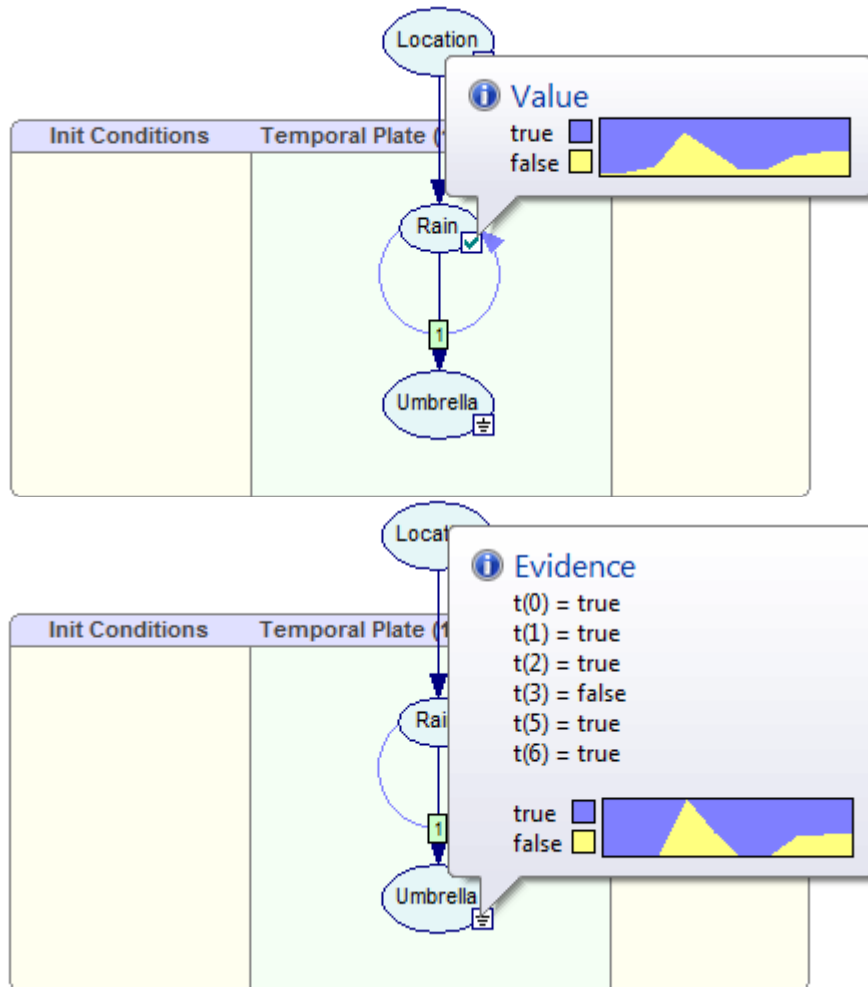 Location
Value
true
false
Init Conditions Temporal Plate (
Rain
1
Umbrella
Evidence
t(0) = true
t(1) = true
t(2) = true
t(3) = false
t(5) = true
t(6) = true
true
false
Locat
Init Conditions Temporal Plate (1
Rai
1
Umbrella